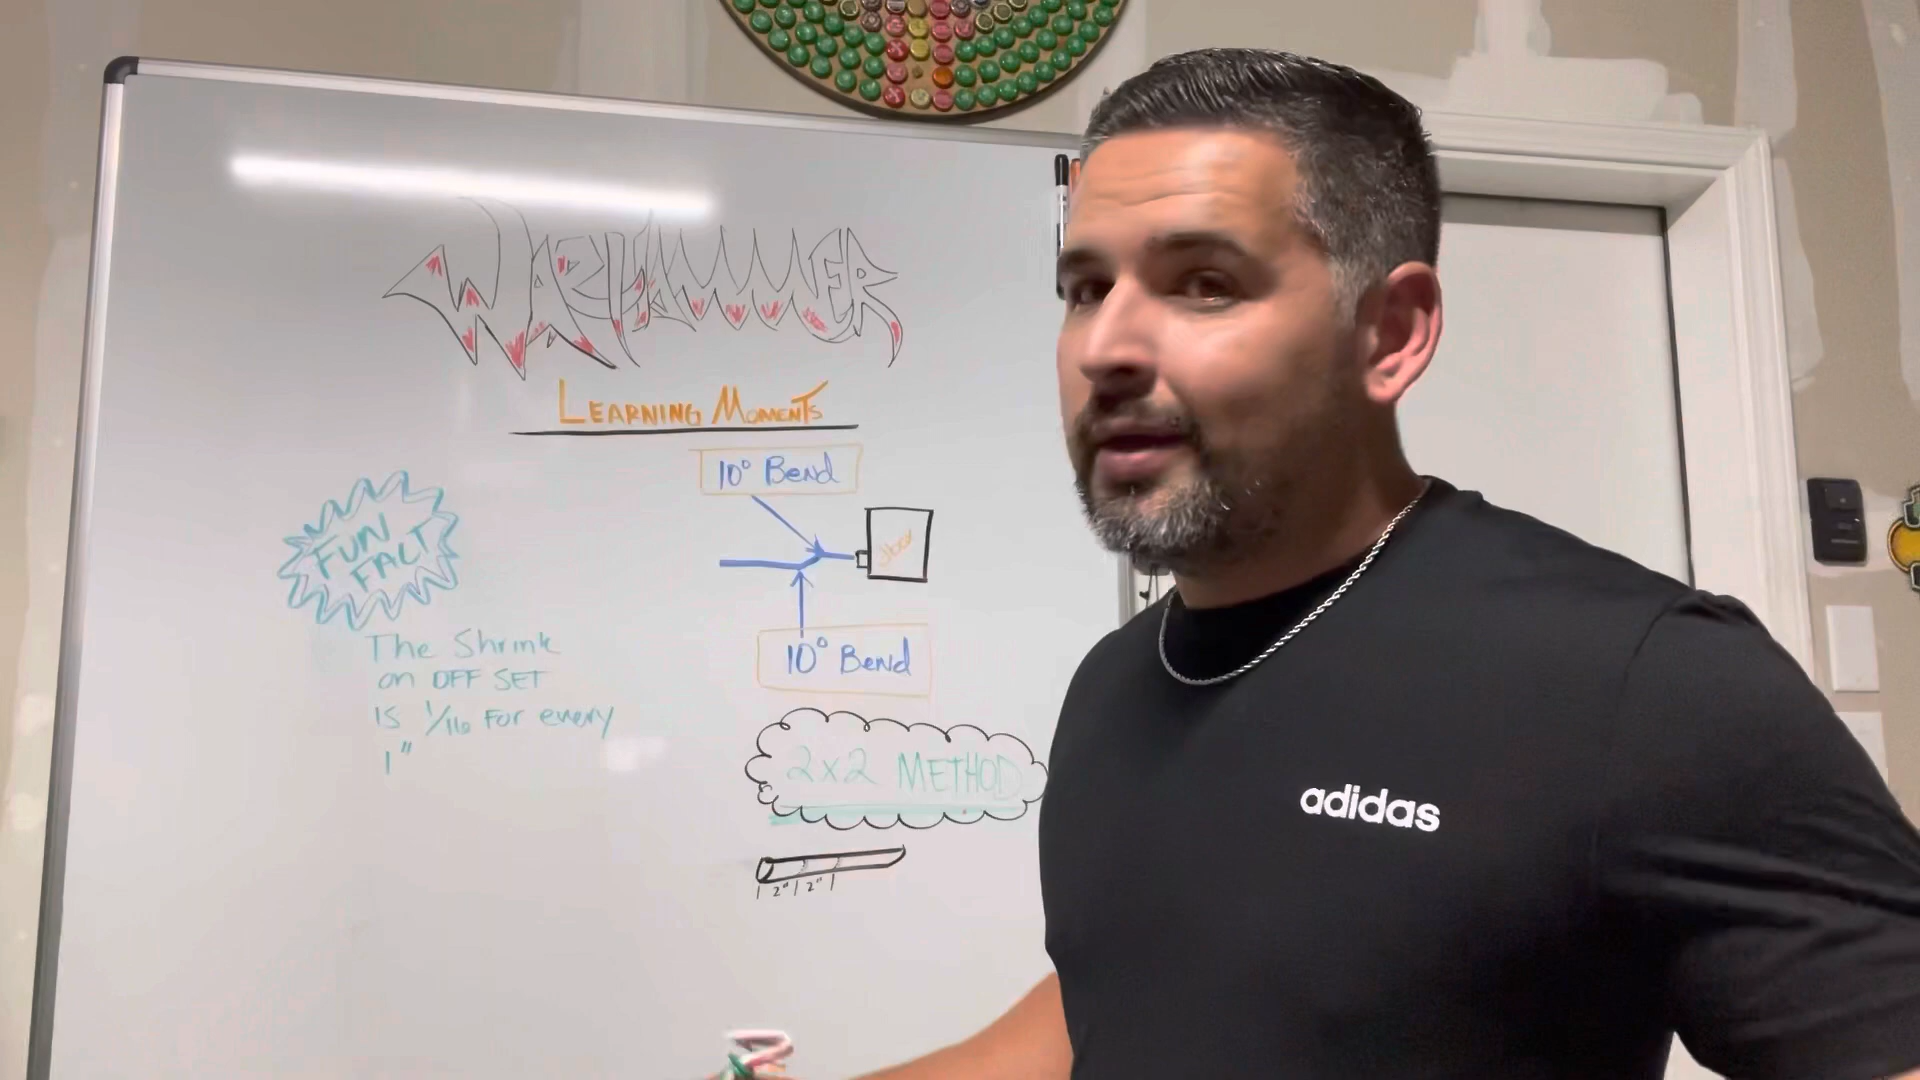 WARHAMMER
LEARNING MOMENTS
10° Bend
FUN
FACT
10° Bend
The Shrink
on OFF SET
IS 1/16 For every
1"
2x2 METHOD
2" 2"
adidas